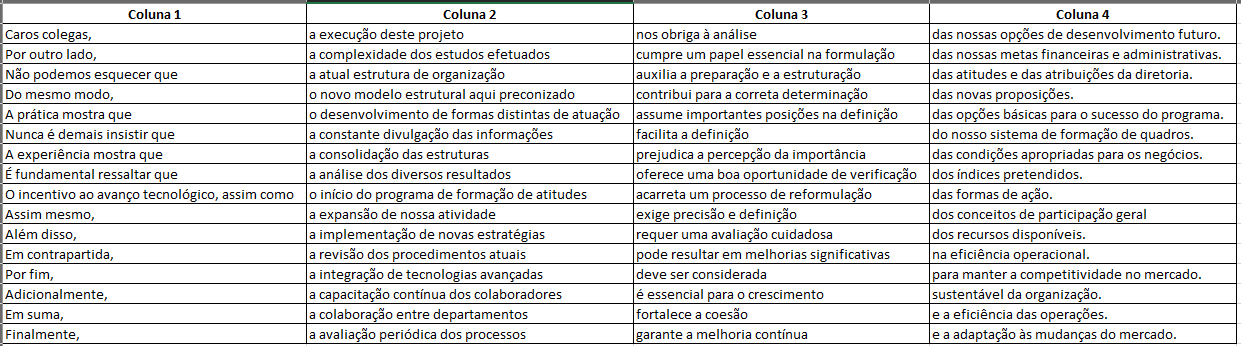 Coluna 1 Coluna 2 Coluna 3 Coluna 4
Caros colegas, a execução deste projeto nos obriga à análise das nossas opções de desenvolvimento futuro.
Por outro lado, a complexidade dos estudos efetuados cumpre um papel essencial na formulação das nossas metas financeiras e administrativas.
Não podemos esquecer que a atual estrutura de organização auxilia a preparação e a estruturação das atitudes e das atribuições da diretoria.
Do mesmo modo, o novo modelo estrutural aqui preconizado contribui para a correta determinação das novas proposições.
A prática mostra que o desenvolvimento de formas distintas de atuação assume importantes posições na definição das opções básicas para o sucesso do programa.
Nunca é demais insistir que a constante divulgação das informações facilita a definição do nosso sistema de formação de quadros.
A experiência mostra que a consolidação das estruturas prejudica a percepção da importância das condições apropriadas para os negócios.
É fundamental ressaltar que a análise dos diversos resultados oferece uma boa oportunidade de verificação dos índices pretendidos.
O incentivo ao avanço tecnológico, assim como o início do programa de formação de atitudes acarreta um processo de reformulação das formas de ação.
Assim mesmo, a expansão de nossa atividade exige precisão e definição dos conceitos de participação geral
Além disso, a implementação de novas estratégias requer uma avaliação cuidadosa dos recursos disponíveis.
Em contrapartida, a revisão dos procedimentos atuais pode resultar em melhorias significativas na eficiência operacional.
Por fim, a integração de tecnologias avançadas deve ser considerada para manter a competitividade no mercado.
Adicionalmente, a capacitação contínua dos colaboradores é essencial para o crescimento sustentável da organização.
Em suma, a colaboração entre departamentos fortalece a coesão e a eficiência das operações.
Finalmente, a avaliação periódica dos processos garante a melhoria contínua e a adaptação às mudanças do mercado.